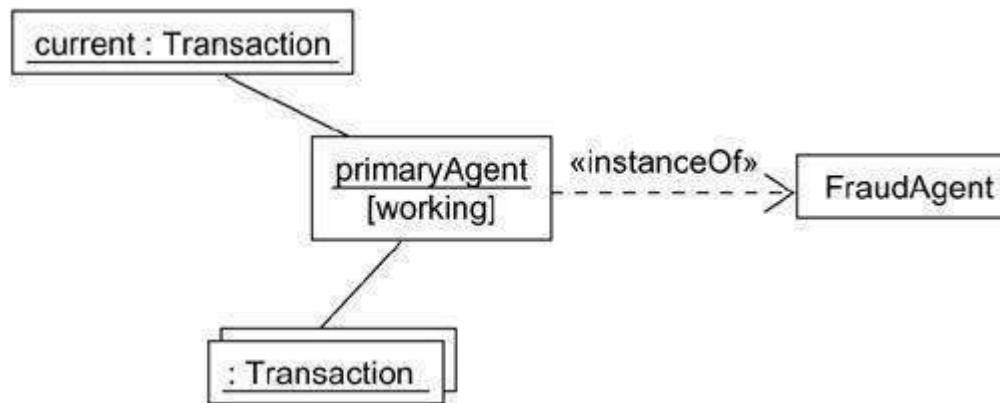 current : Transaction
primaryAgent
[working]
«instanceOf»
FraudAgent
: Transaction